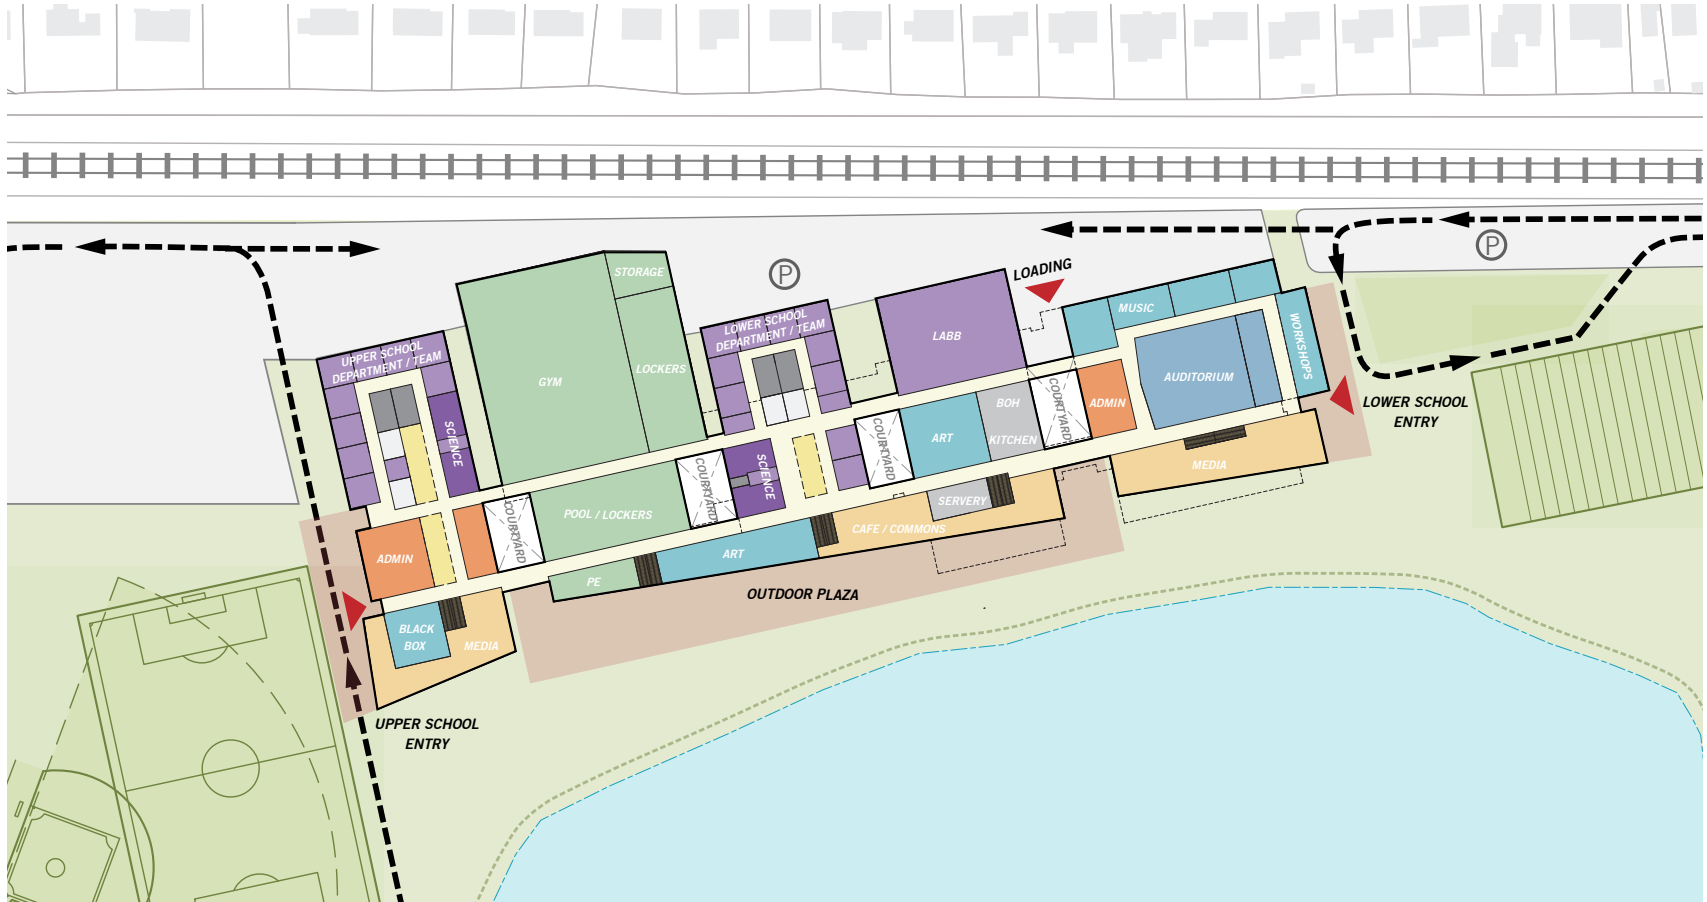 P
P
STORAGE
LOADING
MUSIC
LOWER SCHOOL
DEPARTMENT / TEAM
LABB
UPPER SCHOOL
DEPARTMENT / TEAM
GYM
LOCKERS
AUDITORIUM
WORKSHOPS
LOWER SCHOOL
ENTRY
SCIENCE
COURTYARD
ART
BOH
KITCHEN
COURTYARD
ADMIN
MEDIA
COURTYARD
SCIENCE
SERVERY
CAFE / COMMONS
POOL / LOCKERS
COURTYARD
ADMIN
ART
PE
OUTDOOR PLAZA
BLACK
BOX
MEDIA
UPPER SCHOOL
ENTRY